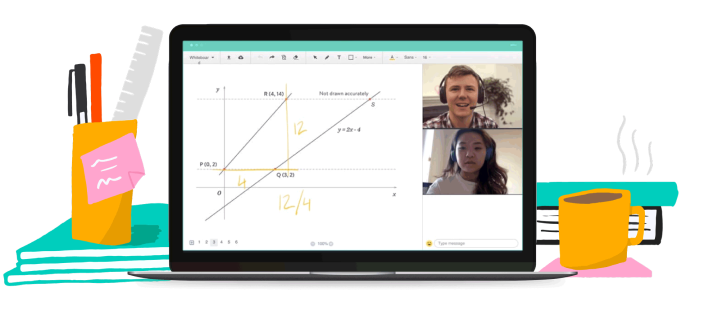 Whiteboard
T
More
A
Sans
16
y
R (4, 14)
Not drawn accurately
S
12
y = 2x - 4
P (0, 2)
Q (3, 2)
4
O
x
12/4
1 2 3 4 5 6
100%
Type message